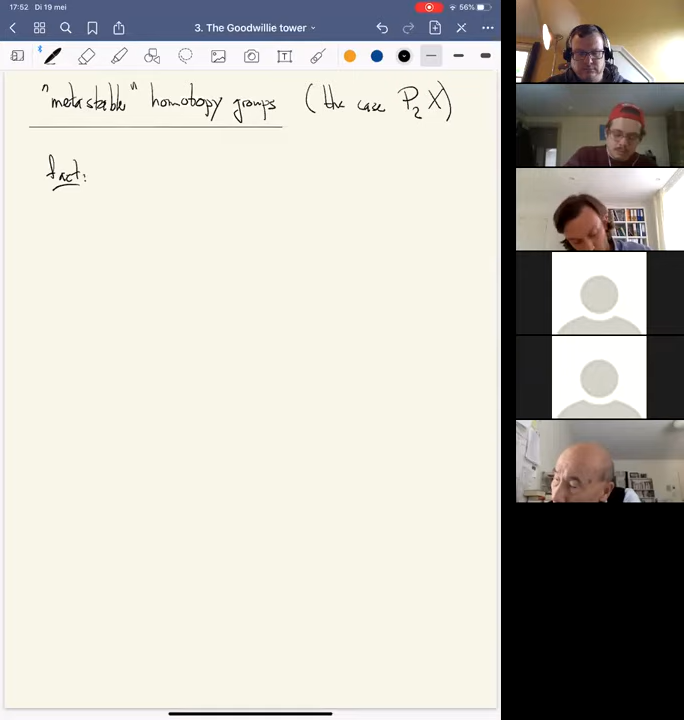 17:52 Di 19 mei
56%
3. The Goodwillie tower
"metastable" homotopy groups (the case P₂X)
fact: